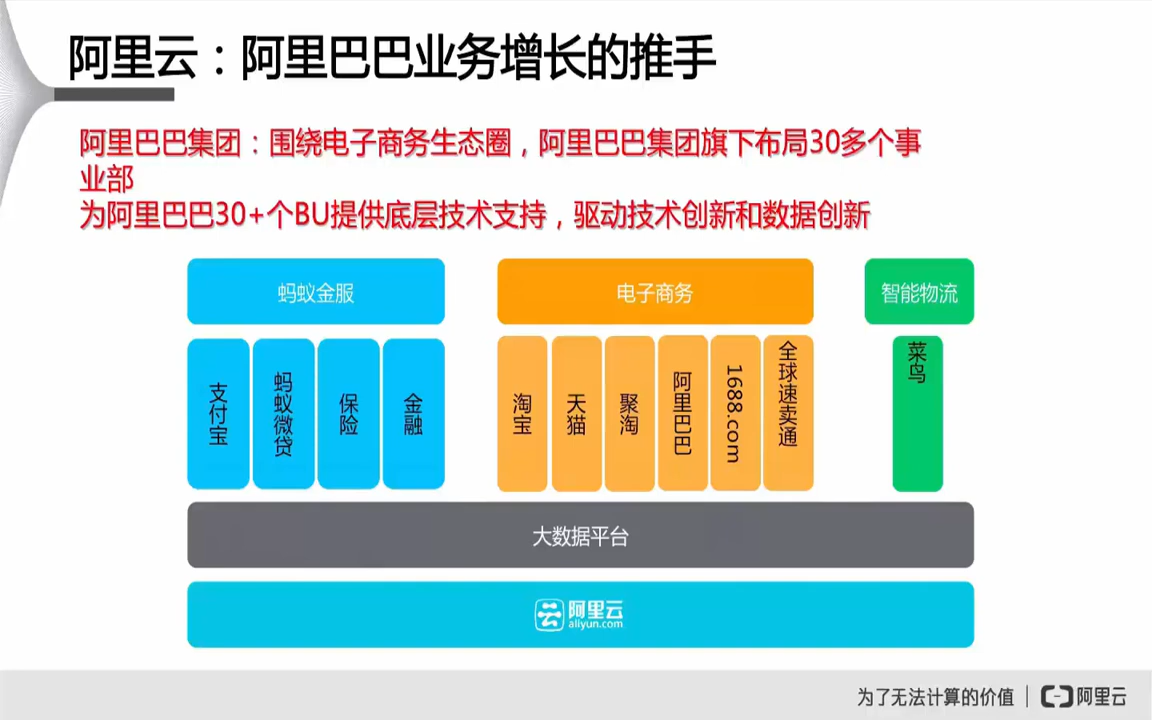 阿里云：阿里巴巴业务增长的推手
阿里巴巴集团：围绕电子商务生态圈，阿里巴巴集团旗下布局30多个事
业部
为阿里巴巴30+个BU提供底层技术支持，驱动技术创新和数据创新
蚂蚁金服
电子商务
智能物流
支付宝
蚂蚁微贷
保险
金融
淘宝
天猫
聚淘
阿里巴巴
1688.com
全球速卖通
菜鸟
大数据平台
阿里云
aliyun.com
为了无法计算的价值
阿里云